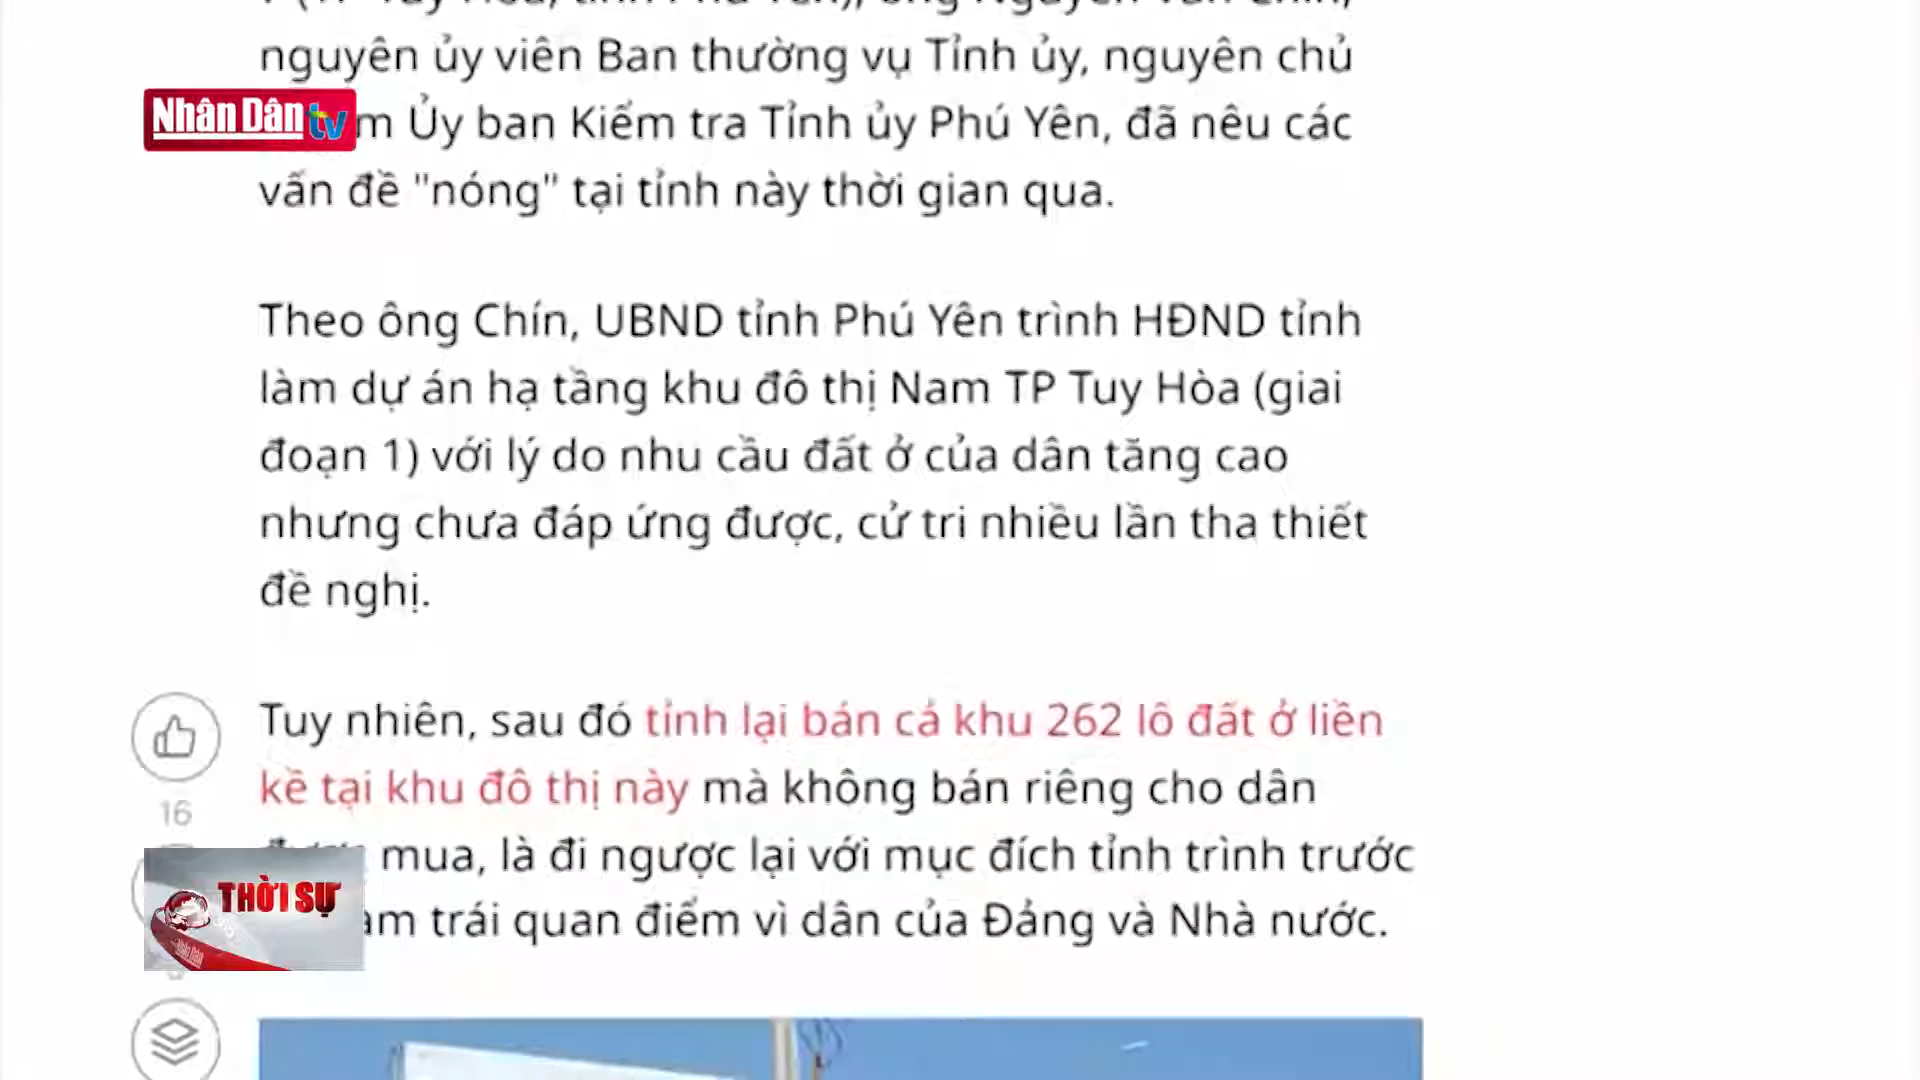 nguyên ủy viên Ban thường vụ Tỉnh ủy, nguyên chủ
Nhân Dân tv
m Ủy ban Kiểm tra Tỉnh ủy Phú Yên, đã nêu các
vấn đề "nóng" tại tỉnh này thời gian qua.
Theo ông Chín, UBND tỉnh Phú Yên trình HĐND tỉnh
làm dự án hạ tầng khu đô thị Nam TP Tuy Hòa (giai
đoạn 1) với lý do nhu cầu đất ở của dân tăng cao
nhưng chưa đáp ứng được, cử tri nhiều lần tha thiết
đề nghị.
Tuy nhiên, sau đó tỉnh lại bán cả khu 262 lô đất ở liền
kề tại khu đô thị này mà không bán riêng cho dân
16
mua, là đi ngược lại với mục đích tỉnh trình trước
THỜI SỰ
Nhân Dân
am trái quan điểm vì dân của Đảng và Nhà nước.